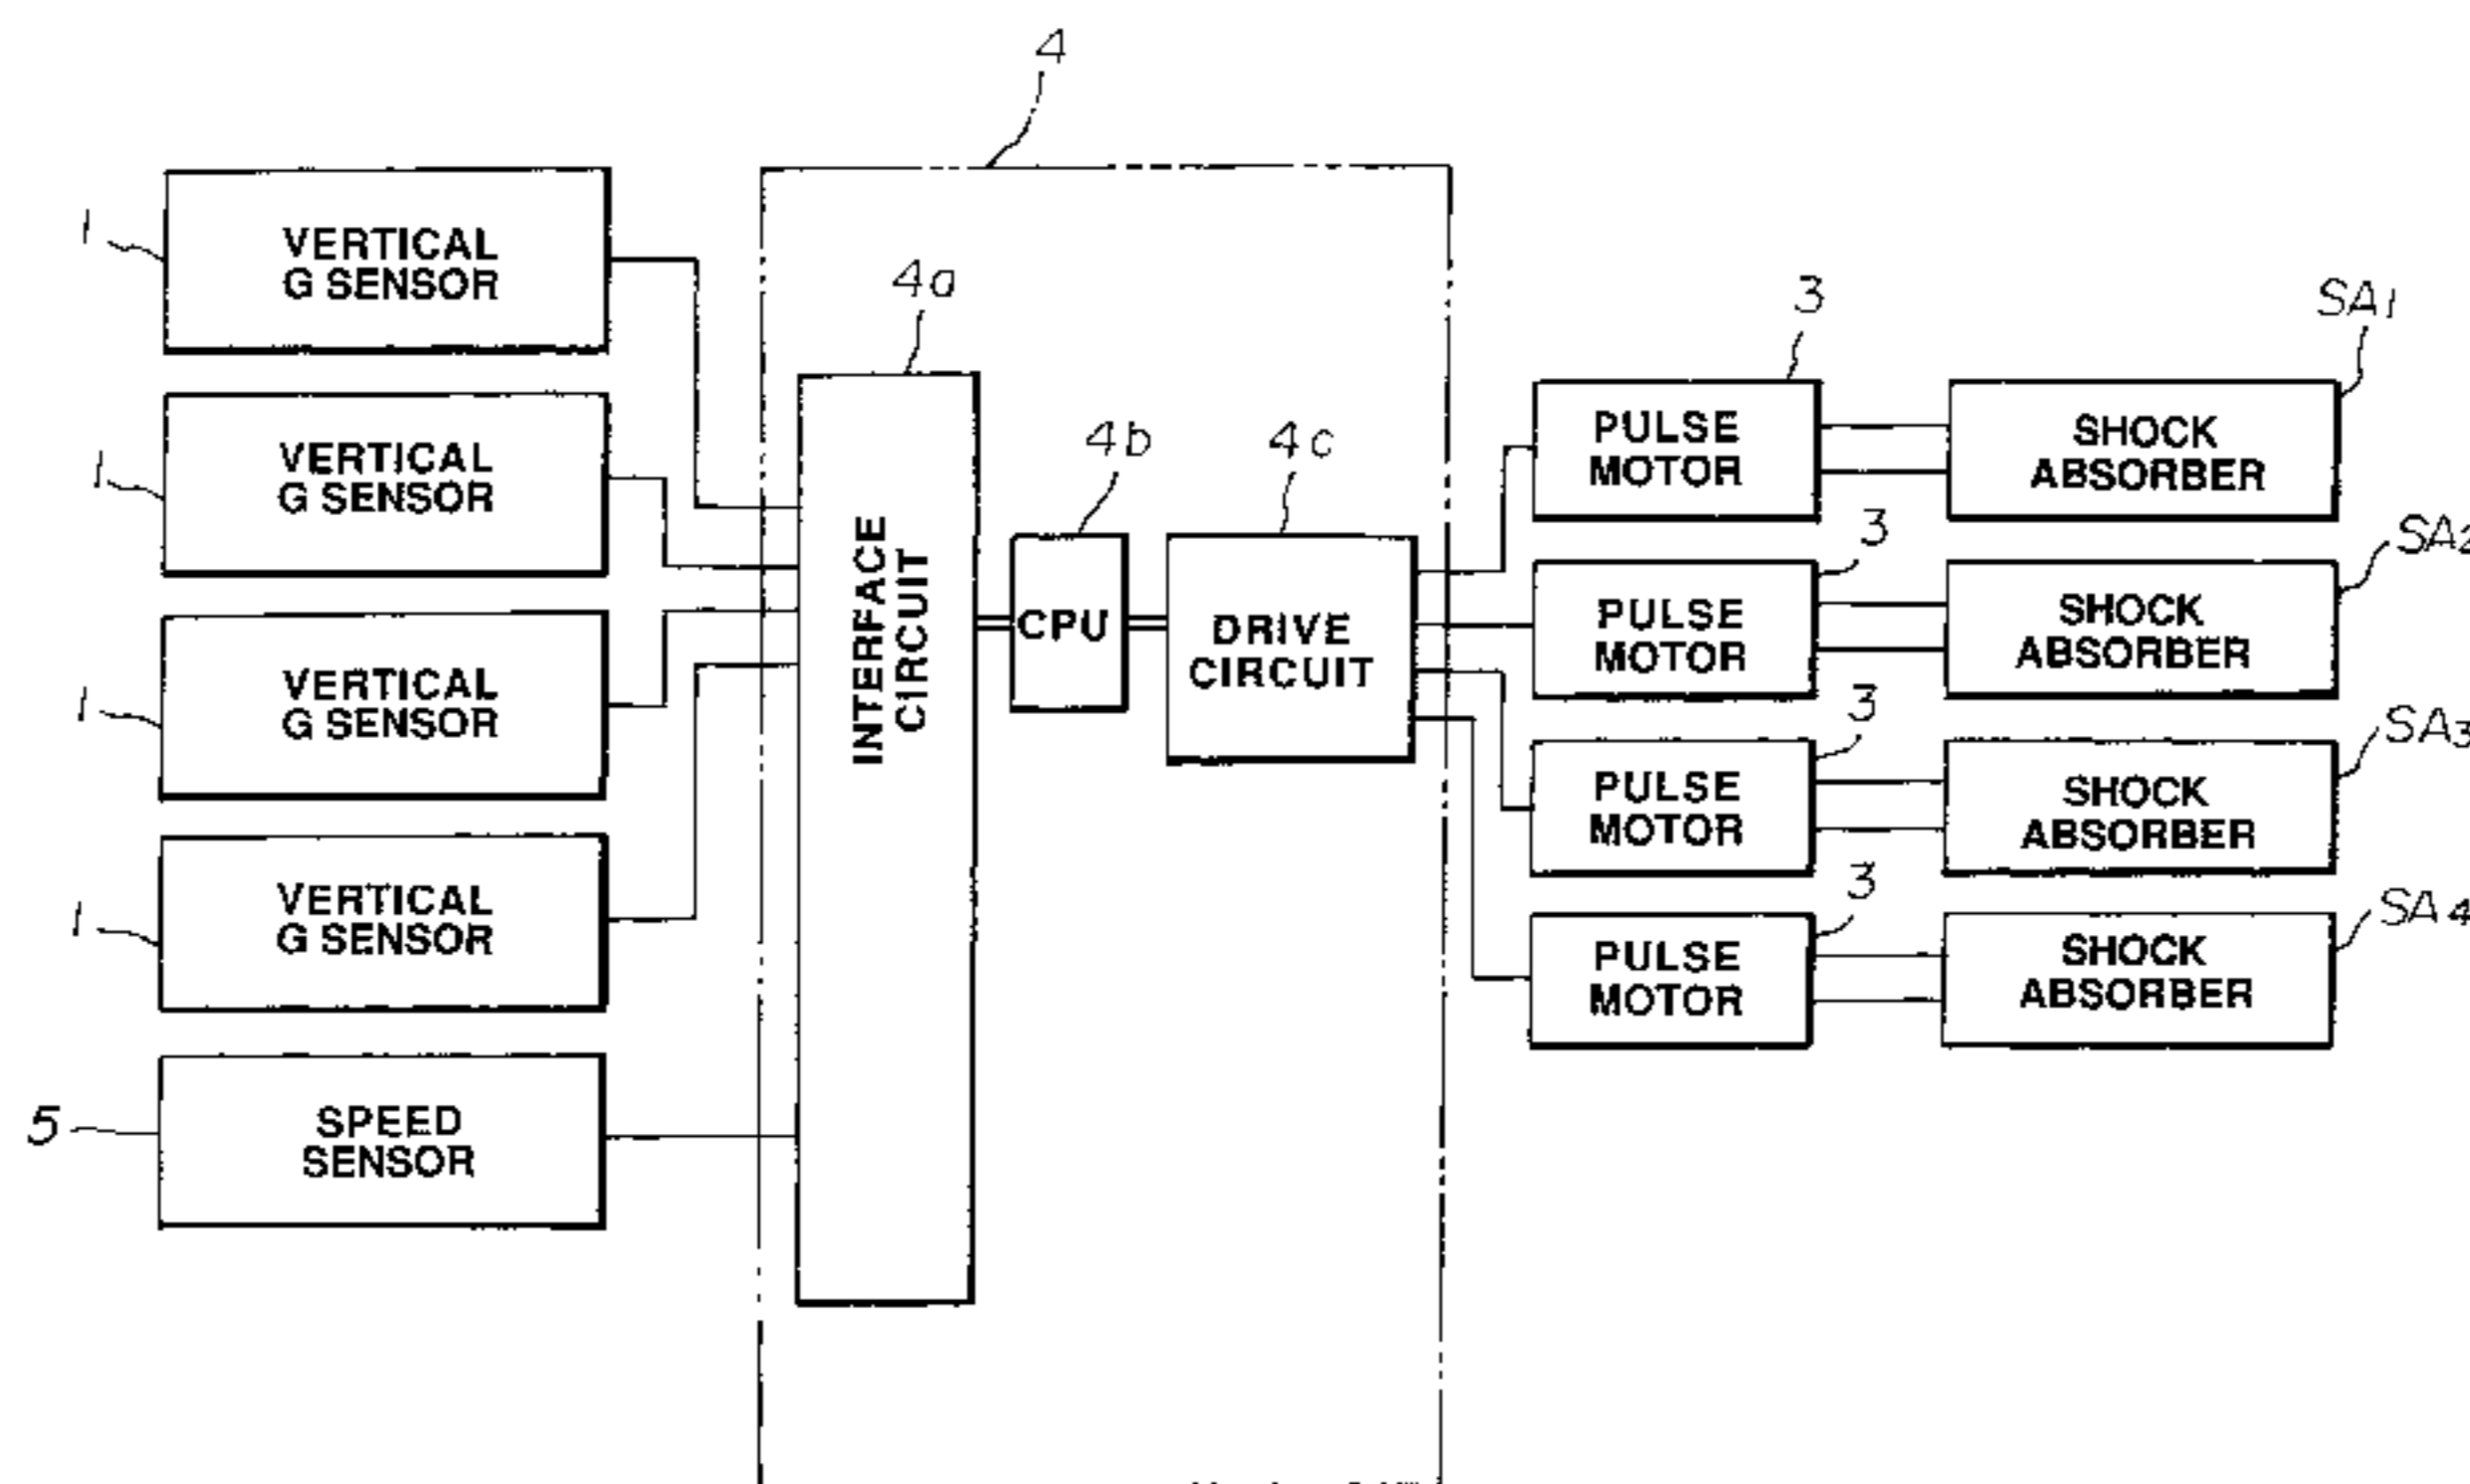 4
1
VERTICAL
G SENSOR
4a
3
SA1
1
VERTICAL
G SENSOR
4b
4c
PULSE
MOTOR
SHOCK
ABSORBER
3
SA2
INTERFACE
CIRCUIT
CPU
DRIVE
CIRCUIT
PULSE
MOTOR
SHOCK
ABSORBER
1
VERTICAL
G SENSOR
3
SA3
PULSE
MOTOR
SHOCK
ABSORBER
1
VERTICAL
G SENSOR
3
SA4
PULSE
MOTOR
SHOCK
ABSORBER
5
SPEED
SENSOR